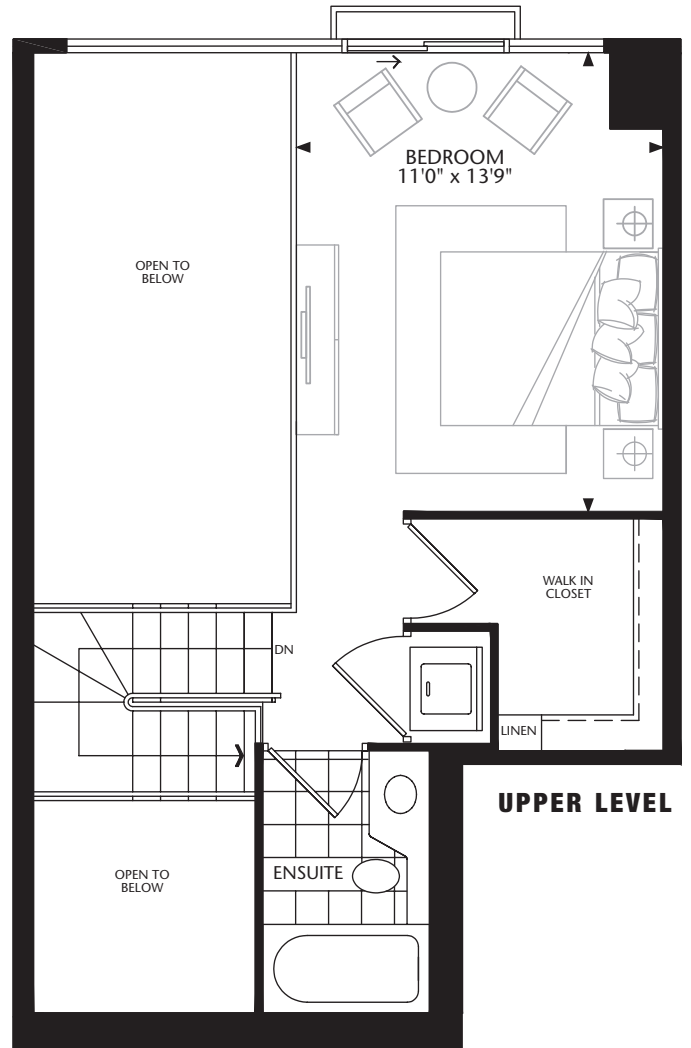 BEDROOM
11'0" x 13'9"
OPEN TO
BELOW
WALK IN
CLOSET
DN
LINEN
UPPER LEVEL
ENSUITE
OPEN TO
BELOW